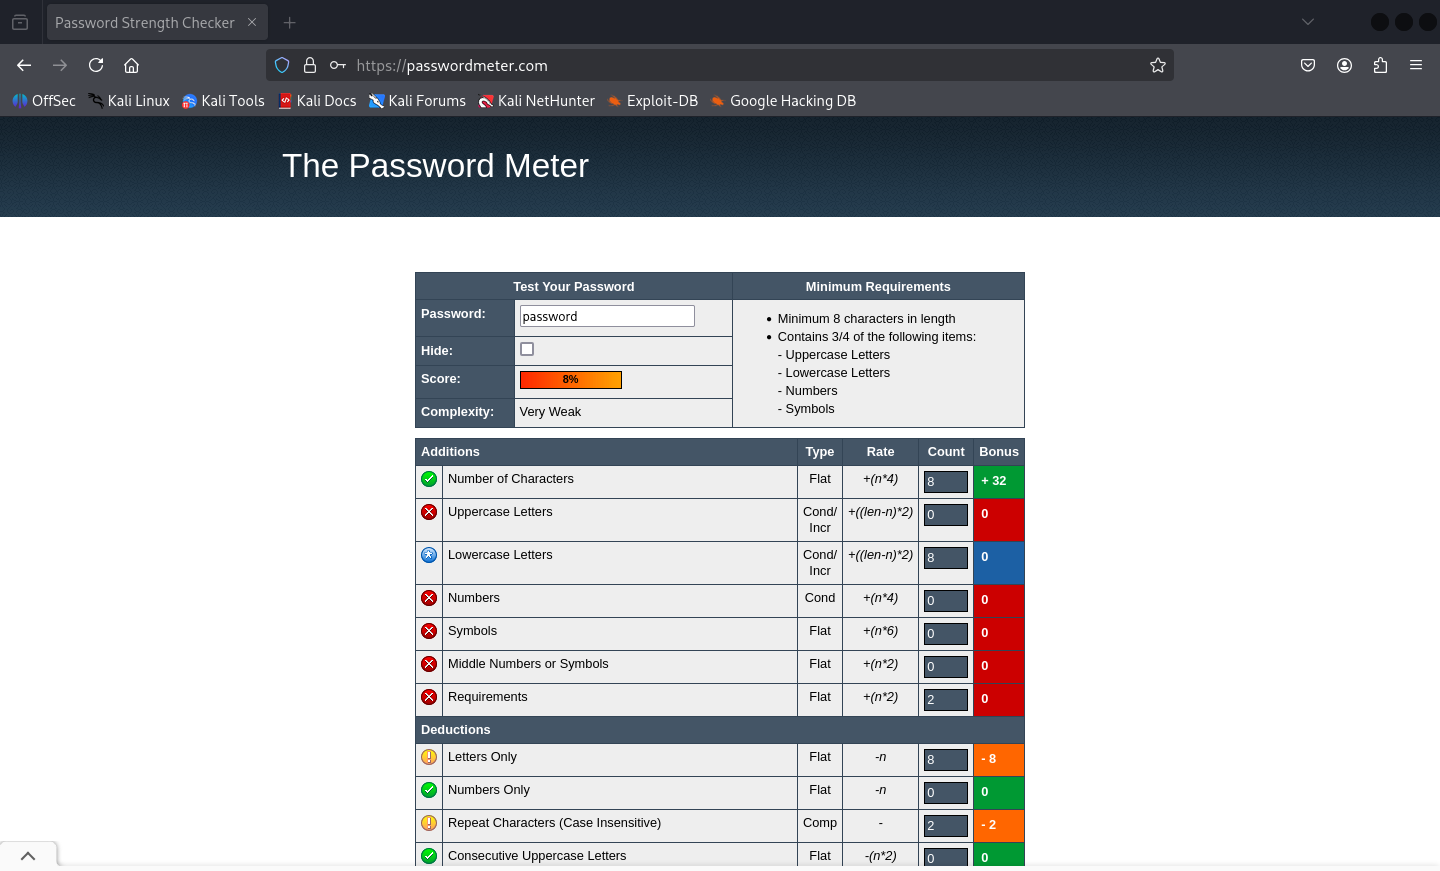 Password Strength Checker
https://passwordmeter.com
OffSec Kali Linux Kali Tools Kali Docs Kali Forums Kali NetHunter Exploit-DB Google Hacking DB
The Password Meter
Test Your Password Minimum Requirements
Password: password
Hide:
Score: 8%
Complexity: Very Weak
Minimum 8 characters in length
Contains 3/4 of the following items:
- Uppercase Letters
- Lowercase Letters
- Numbers
- Symbols
Additions Type Rate Count Bonus
Number of Characters Flat +(n*4) 8 + 32
Uppercase Letters Cond/ +((len-n)*2) 0 0
Incr
Lowercase Letters Cond/ +((len-n)*2) 8 0
Incr
Numbers Cond +(n*4) 0 0
Symbols Flat +(n*6) 0 0
Middle Numbers or Symbols Flat +(n*2) 0 0
Requirements Flat +(n*2) 2 0
Deductions
Letters Only Flat -n 8 - 8
Numbers Only Flat -n 0 0
Repeat Characters (Case Insensitive) Comp - 2 - 2
Consecutive Uppercase Letters Flat -(n*2) 0 0